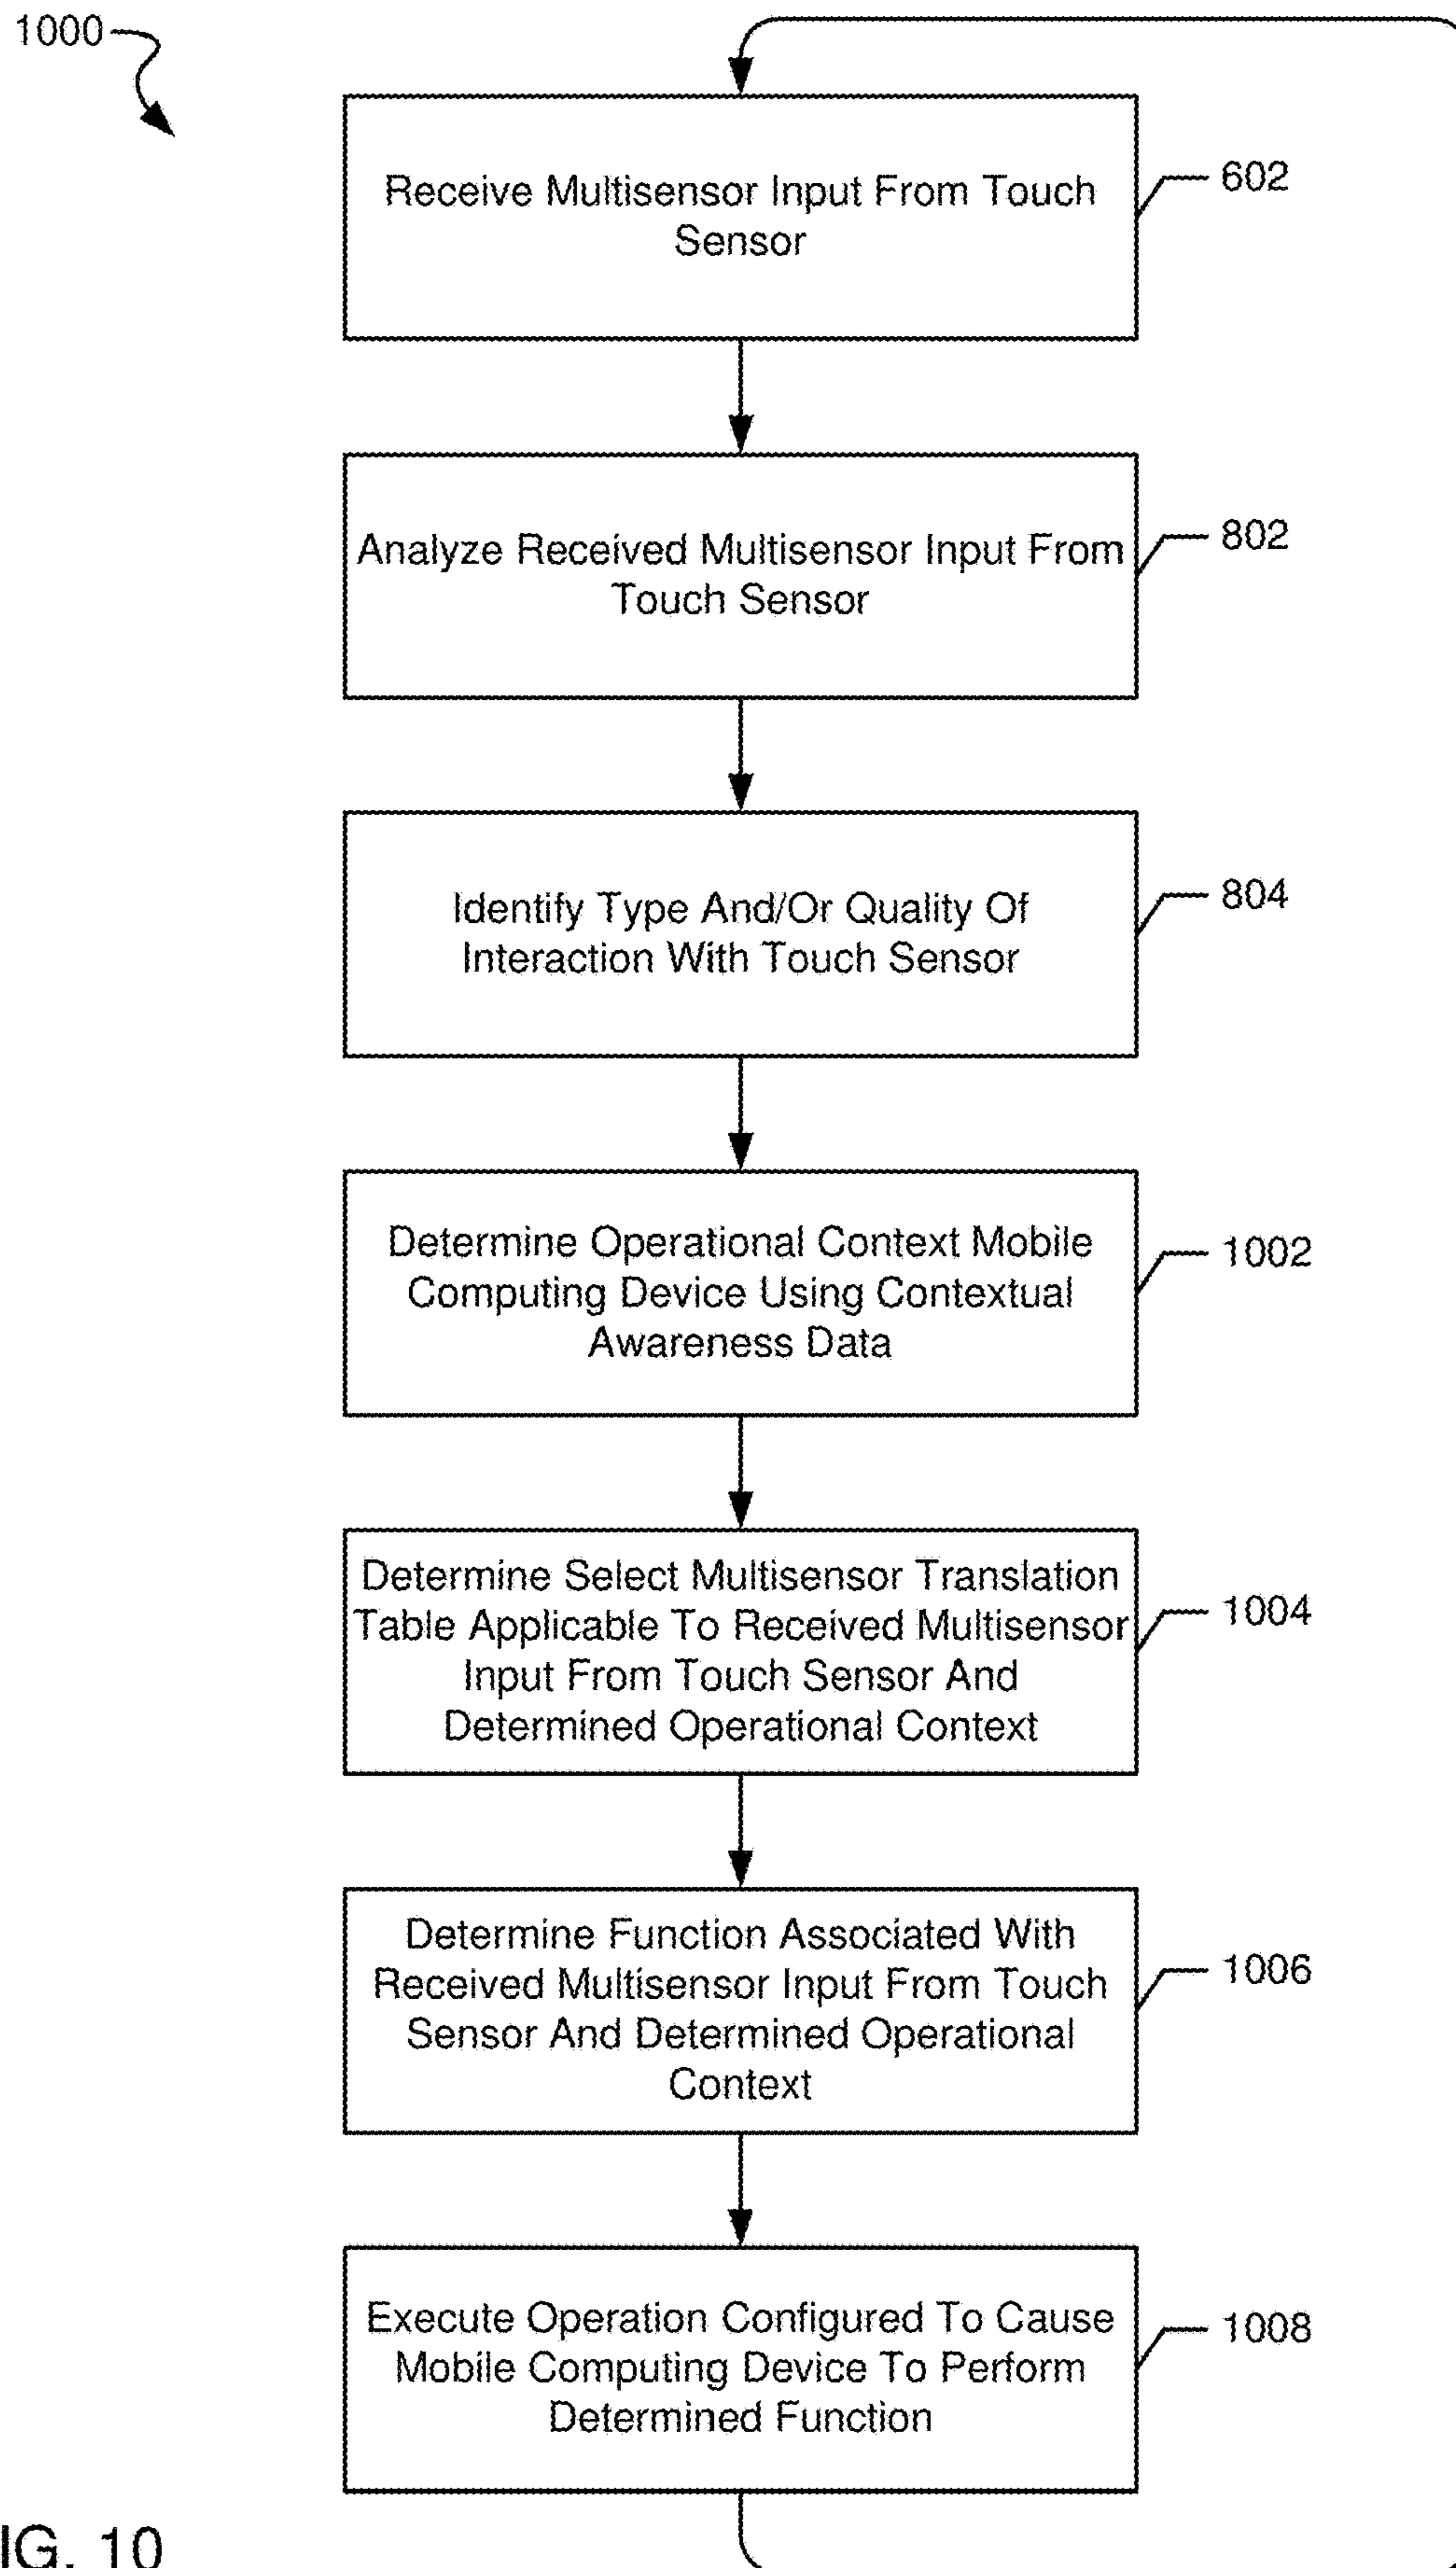 1000
Receive Multisensor Input From Touch
Sensor
602
Analyze Received Multisensor Input From
Touch Sensor
802
Identify Type And/Or Quality Of
Interaction With Touch Sensor
804
Determine Operational Context Mobile
Computing Device Using Contextual
Awareness Data
1002
Determine Select Multisensor Translation
Table Applicable To Received Multisensor
Input From Touch Sensor And
Determined Operational Context
1004
Determine Function Associated With
Received Multisensor Input From Touch
Sensor And Determined Operational
Context
1006
Execute Operation Configured To Cause
Mobile Computing Device To Perform
Determined Function
1008
IG. 10